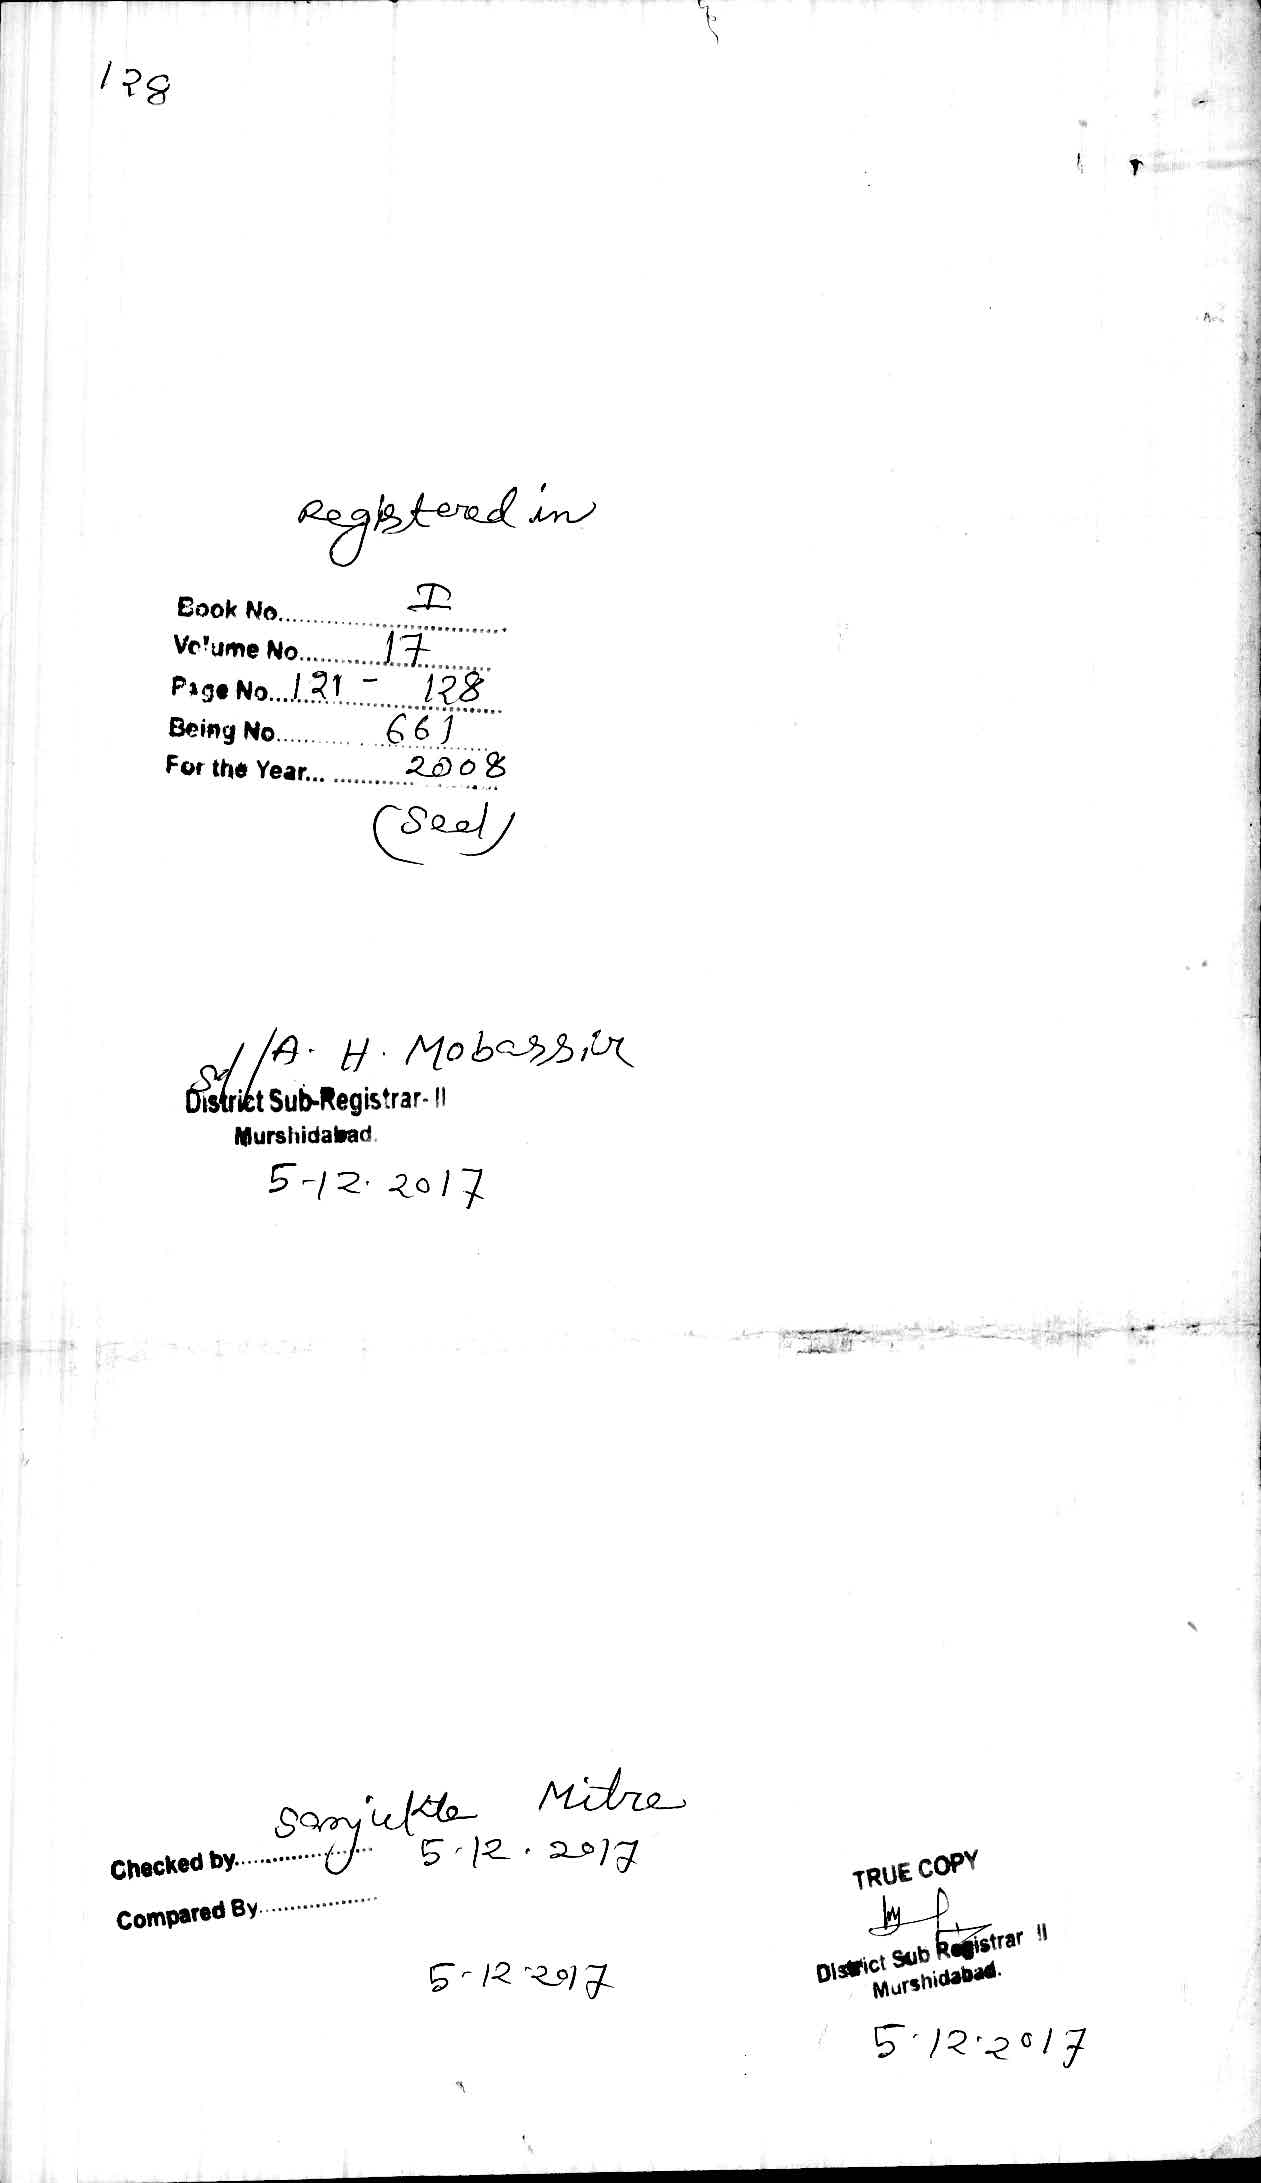 128
Registered in
Book No.................. I
Volume No............ 17
Page No...121 - 128
Being No............ 661
For the Year............... 2008
(Seal)
Sd/ A. H. Mobassir
District Sub-Registrar- II
Murshidabad.
5-12. 2017
Sanjukta Mitra
Checked by.................. 5.12.2017
Compared By..................
5-12-2017
TRUE COPY
District Sub Registrar II
Murshidabad.
5.12.2017